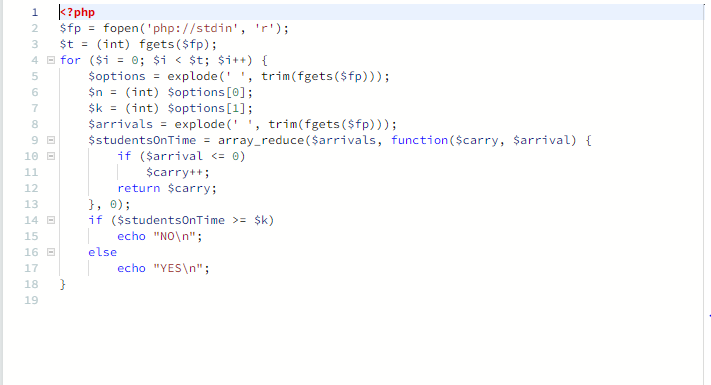 1 <?php
2 $fp = fopen('php://stdin', 'r');
3 $t = (int) fgets($fp);
4 for ($i = 0; $i < $t; $i++) {
5     $options = explode(' ', trim(fgets($fp)));
6     $n = (int) $options[0];
7     $k = (int) $options[1];
8     $arrivals = explode(' ', trim(fgets($fp)));
9     $studentsOnTime = array_reduce($arrivals, function($carry, $arrival) {
10         if ($arrival <= 0)
11             $carry++;
12         return $carry;
13     }, 0);
14     if ($studentsOnTime >= $k)
15         echo "NO\n";
16     else
17         echo "YES\n";
18 }
19